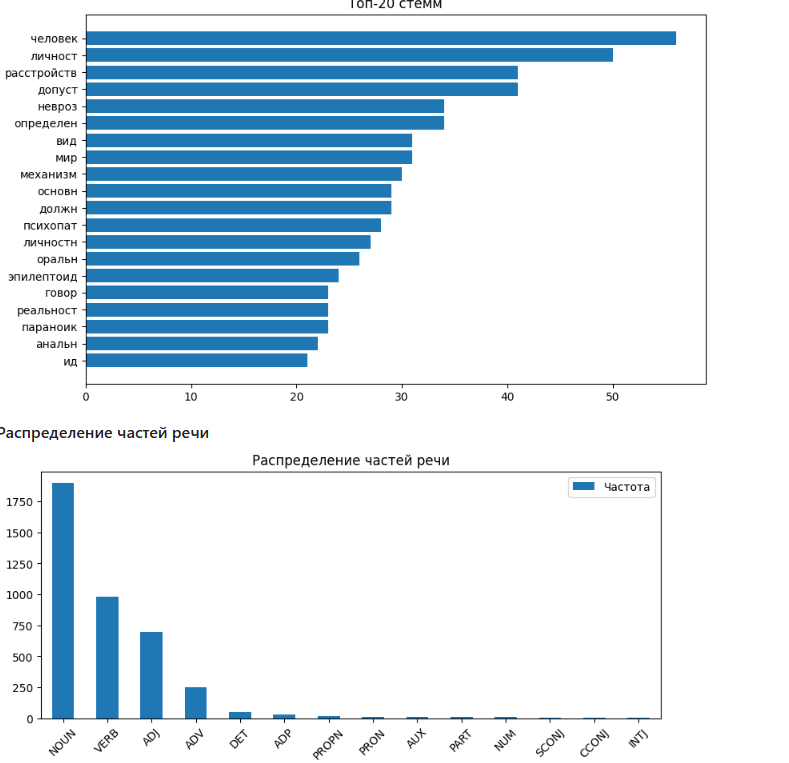 Топ-20 стемм
человек
личност
расстройств
допуст
невроз
определен
вид
мир
механизм
основн
должн
психопат
личностн
оральн
эпилептоид
говор
реальност
параноик
анальн
ид
0 10 20 30 40 50
Распределение частей речи
Распределение частей речи
Частота
1750
1500
1250
1000
750
500
250
0
NOUN VERB ADJ ADV DET ADP PROPN PRON AUX PART NUM SCONJ CCONJ INTJ